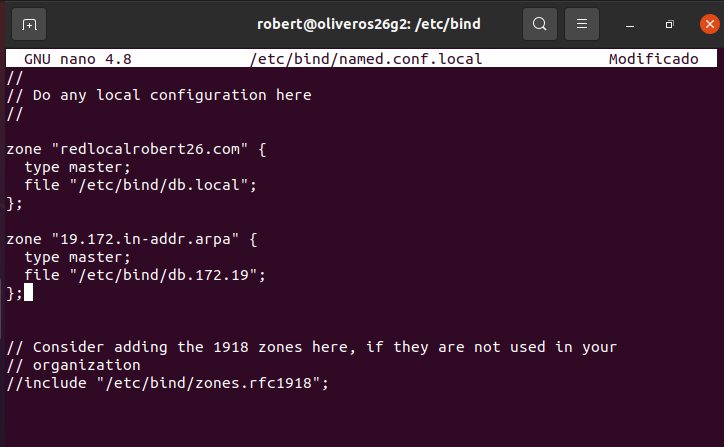 robert@oliveros26g2: /etc/bind
GNU nano 4.8 /etc/bind/named.conf.local Modificado
//
// Do any local configuration here
//
zone "redlocalrobert26.com" {
type master;
file "/etc/bind/db.local";
};
zone "19.172.in-addr.arpa" {
type master;
file "/etc/bind/db.172.19";
};
// Consider adding the 1918 zones here, if they are not used in your
// organization
//include "/etc/bind/zones.rfc1918";